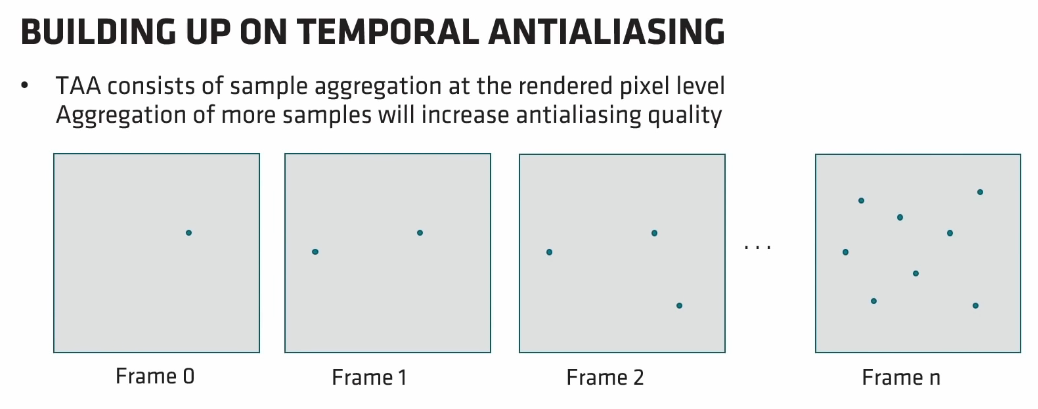 BUILDING UP ON TEMPORAL ANTIALIASING
• TAA consists of sample aggregation at the rendered pixel level
Aggregation of more samples will increase antialiasing quality
...
Frame 0
Frame 1
Frame 2
Frame n